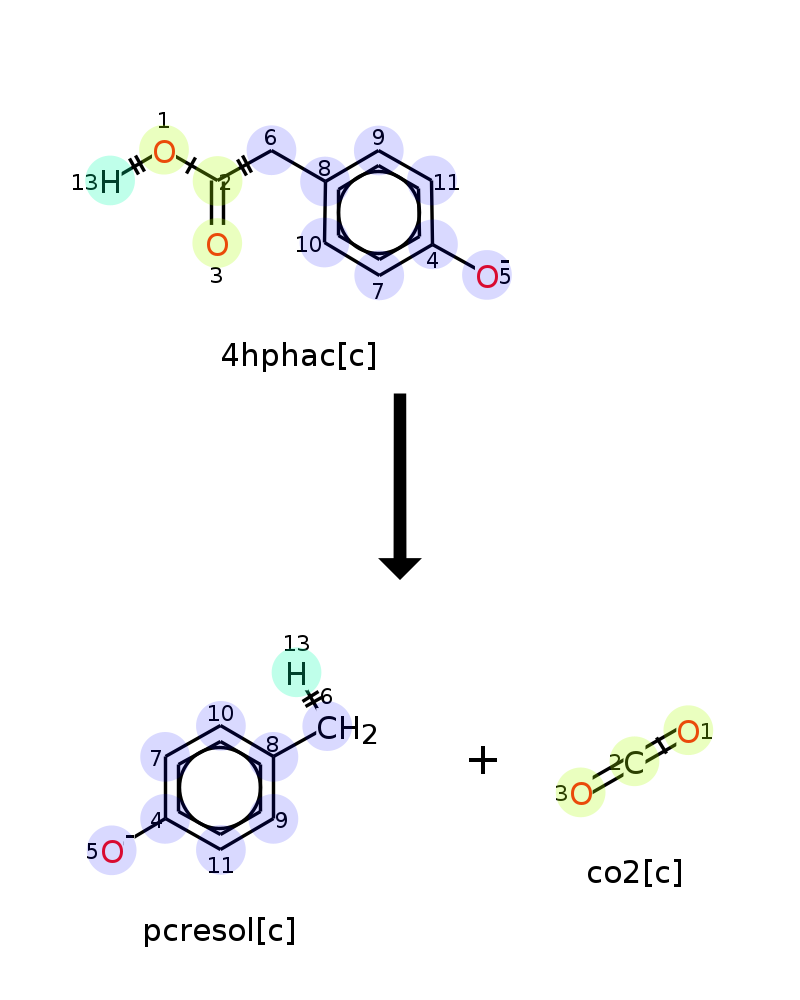 1 6 9
13 H O 2 8 11
O 10 4 O⁻ 5
3 7
4hphac[c]
13
H 6
10 CH2
7 8 + 2 C O 1
4 9 3 O
5 O⁻ 11
co2[c]
pcresol[c]